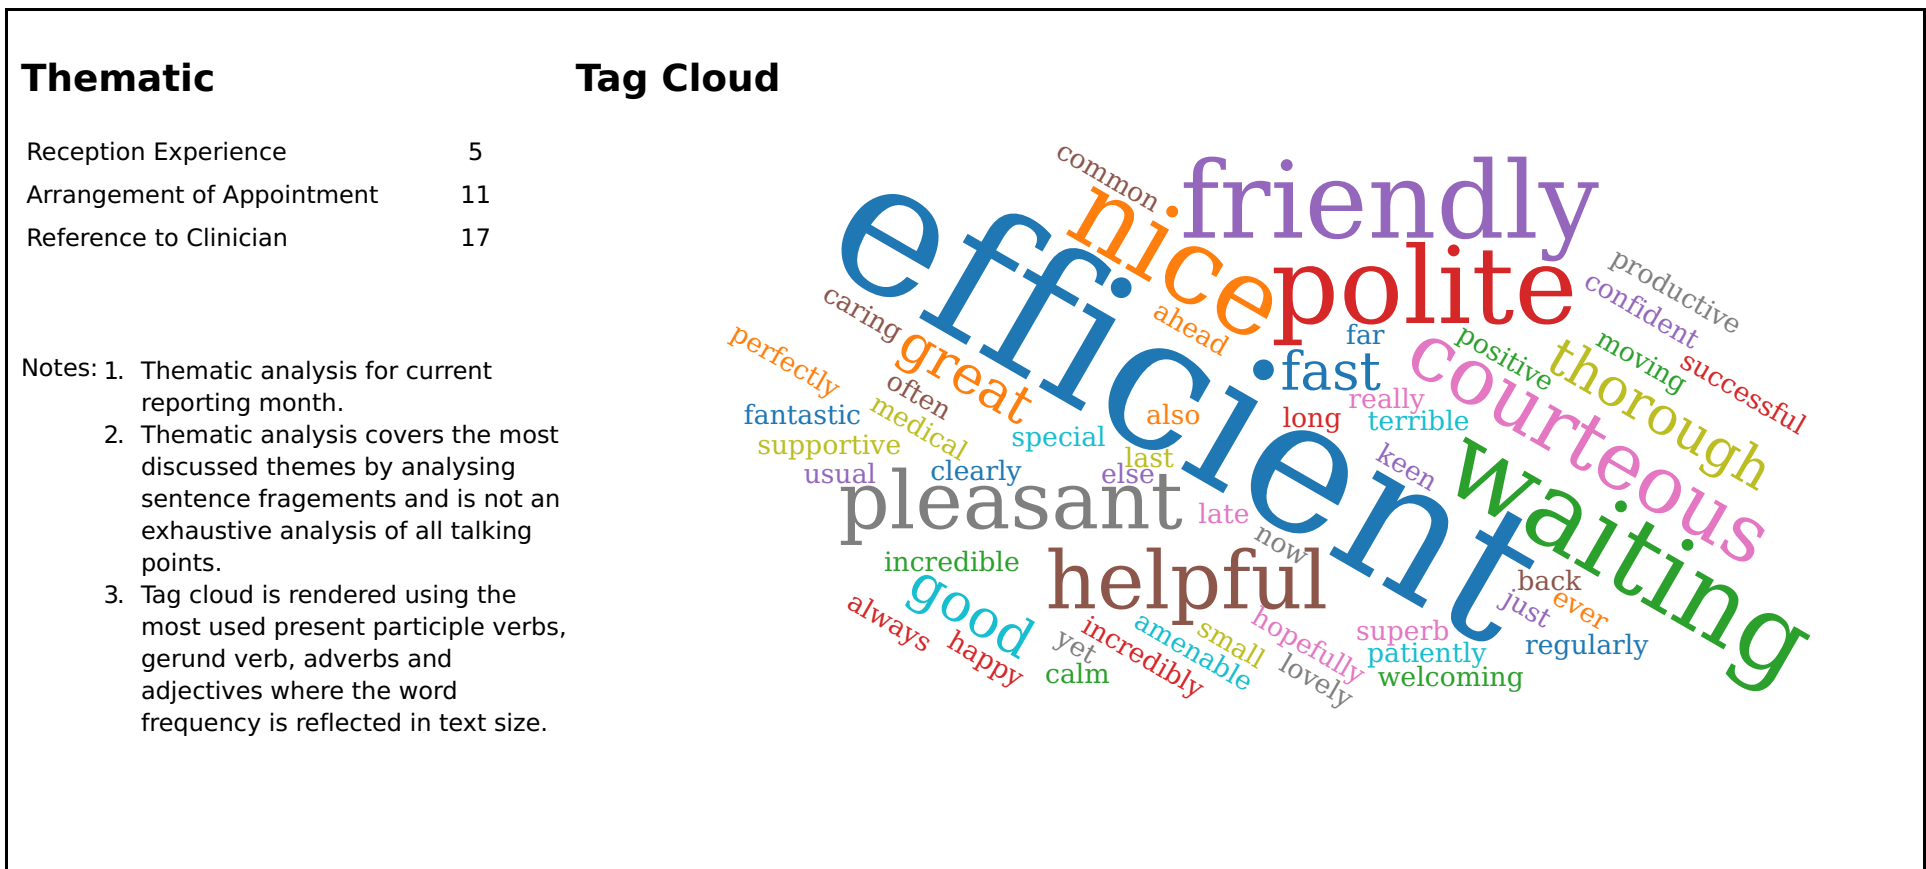 Thematic
Reception Experience 5
Arrangement of Appointment 11
Reference to Clinician 17
Notes: 1. Thematic analysis for current
reporting month.
2. Thematic analysis covers the most
discussed themes by analysing
sentence fragements and is not an
exhaustive analysis of all talking
points.
3. Tag cloud is rendered using the
most used present participle verbs,
gerund verb, adverbs and
adjectives where the word
frequency is reflected in text size.
Tag Cloud
common
friendly
nice
efficient
polite
productive
confident
caring
ahead
far
perfectly
great
fast
positive
moving
thorough
successful
courteous
often
really
fantastic
medical
also
long
terrible
supportive
special
last
keen
usual
clearly
else
waiting
pleasant
late
now
incredible
helpful
good
back
just
ever
always
happy
yet
calm
incredibly
amenable
small
hopefully
lovely
superb
patiently
welcoming
regularly